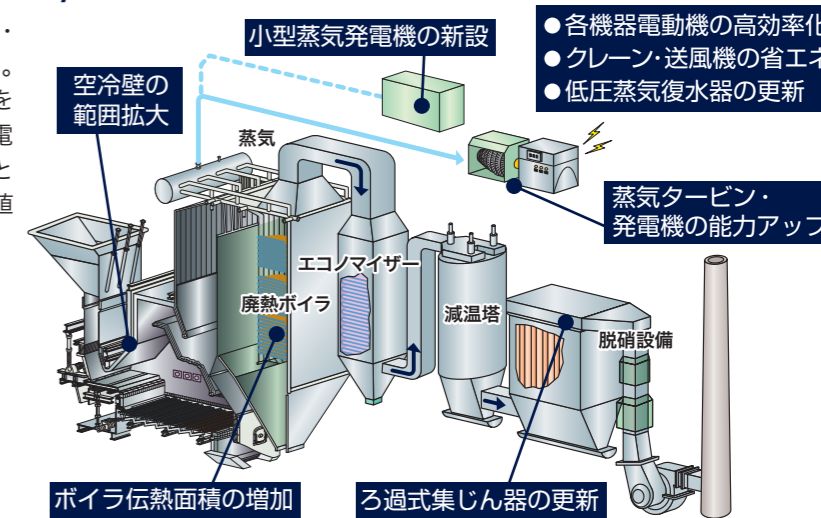 ・
。
を
電
と
値
小型蒸気発電機の新設
●各機器電動機の高効率化
●クレーン・送風機の省エネ
●低圧蒸気復水器の更新
空冷壁の
範囲拡大
蒸気
蒸気タービン・
発電機の能力アップ
エコノマイザー
廃熱ボイラ
減温塔
脱硝設備
ボイラ伝熱面積の増加
ろ過式集じん器の更新